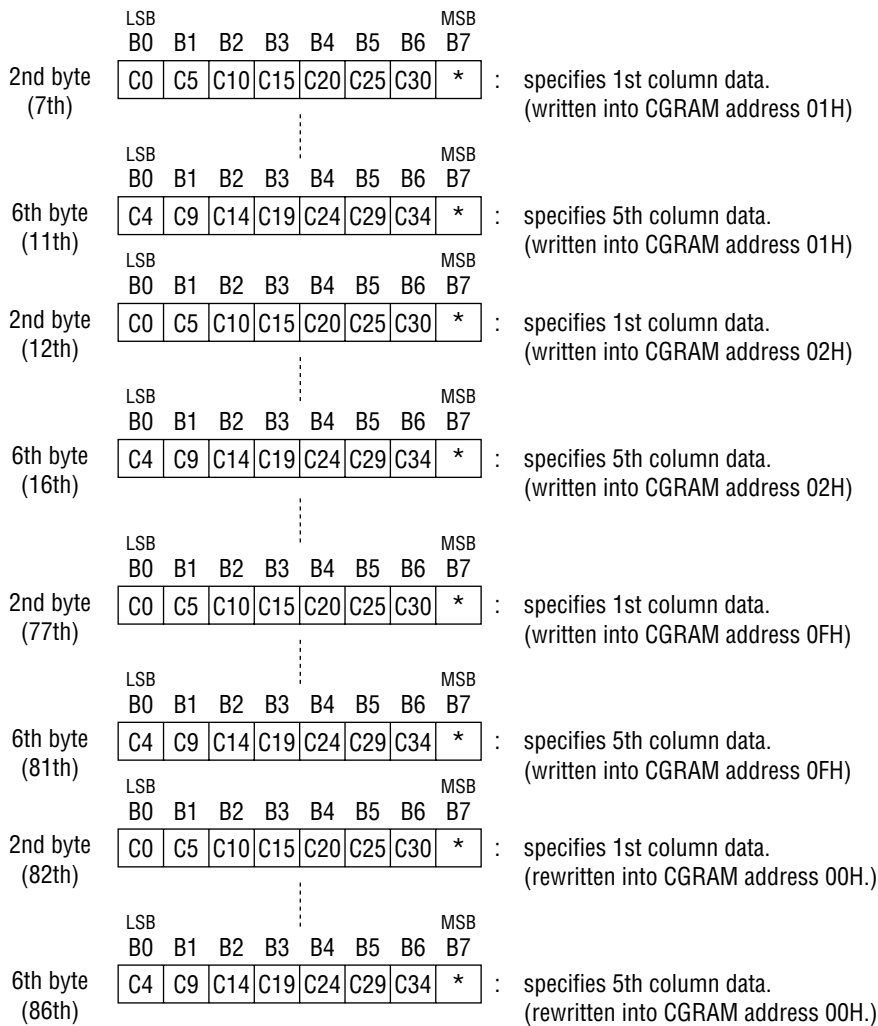 LSB MSB
B0 B1 B2 B3 B4 B5 B6 B7
2nd byte C0 C5 C10 C15 C20 C25 C30 * : specifies 1st column data.
(7th) (written into CGRAM address 01H)
LSB MSB
B0 B1 B2 B3 B4 B5 B6 B7
6th byte C4 C9 C14 C19 C24 C29 C34 * : specifies 5th column data.
(11th) (written into CGRAM address 01H)
LSB MSB
B0 B1 B2 B3 B4 B5 B6 B7
2nd byte C0 C5 C10 C15 C20 C25 C30 * : specifies 1st column data.
(12th) (written into CGRAM address 02H)
LSB MSB
B0 B1 B2 B3 B4 B5 B6 B7
6th byte C4 C9 C14 C19 C24 C29 C34 * : specifies 5th column data.
(16th) (written into CGRAM address 02H)
LSB MSB
B0 B1 B2 B3 B4 B5 B6 B7
2nd byte C0 C5 C10 C15 C20 C25 C30 * : specifies 1st column data.
(77th) (written into CGRAM address 0FH)
LSB MSB
B0 B1 B2 B3 B4 B5 B6 B7
6th byte C4 C9 C14 C19 C24 C29 C34 * : specifies 5th column data.
(81th) (written into CGRAM address 0FH)
LSB MSB
B0 B1 B2 B3 B4 B5 B6 B7
2nd byte C0 C5 C10 C15 C20 C25 C30 * : specifies 1st column data.
(82th) (rewritten into CGRAM address 00H.)
LSB MSB
B0 B1 B2 B3 B4 B5 B6 B7
6th byte C4 C9 C14 C19 C24 C29 C34 * : specifies 5th column data.
(86th) (rewritten into CGRAM address 00H.)